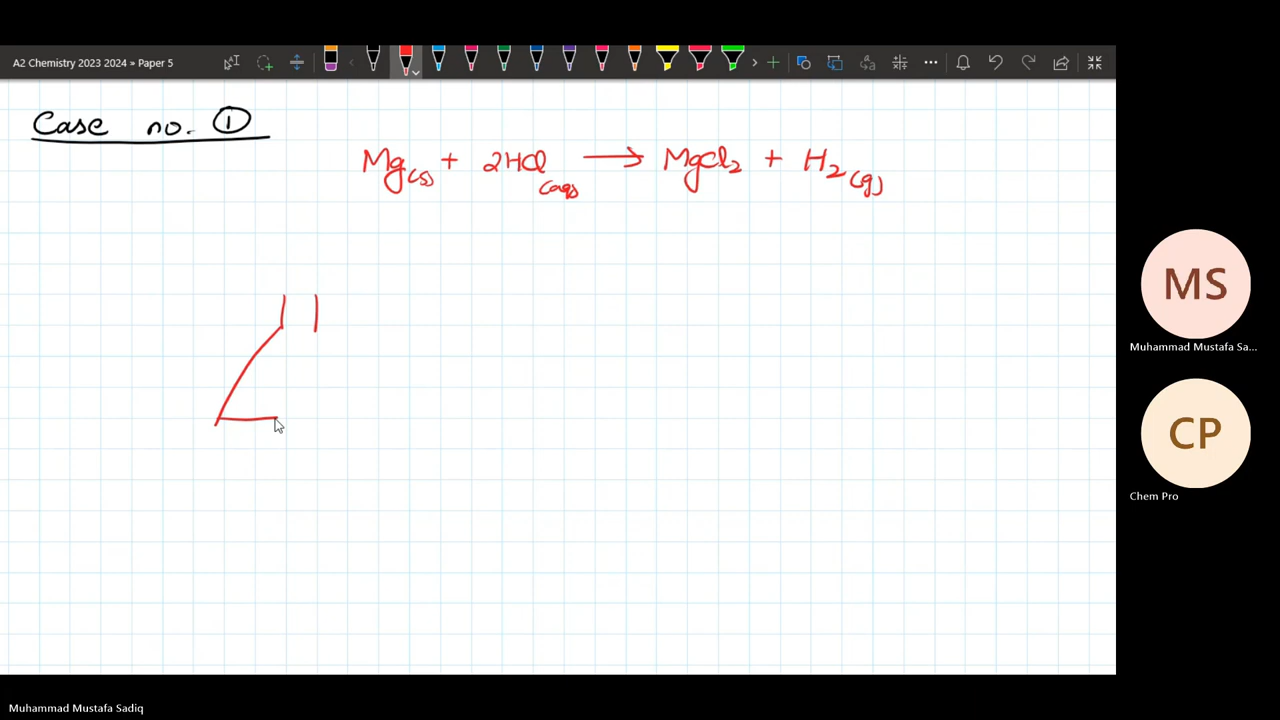 A2 Chemistry 2023 2024 » Paper 5
Case no. ①
Mg(s) + 2HCl(aq) → MgCl2 + H2(g)
MS
Muhammad Mustafa Sa...
CP
Chem Pro
Muhammad Mustafa Sadiq